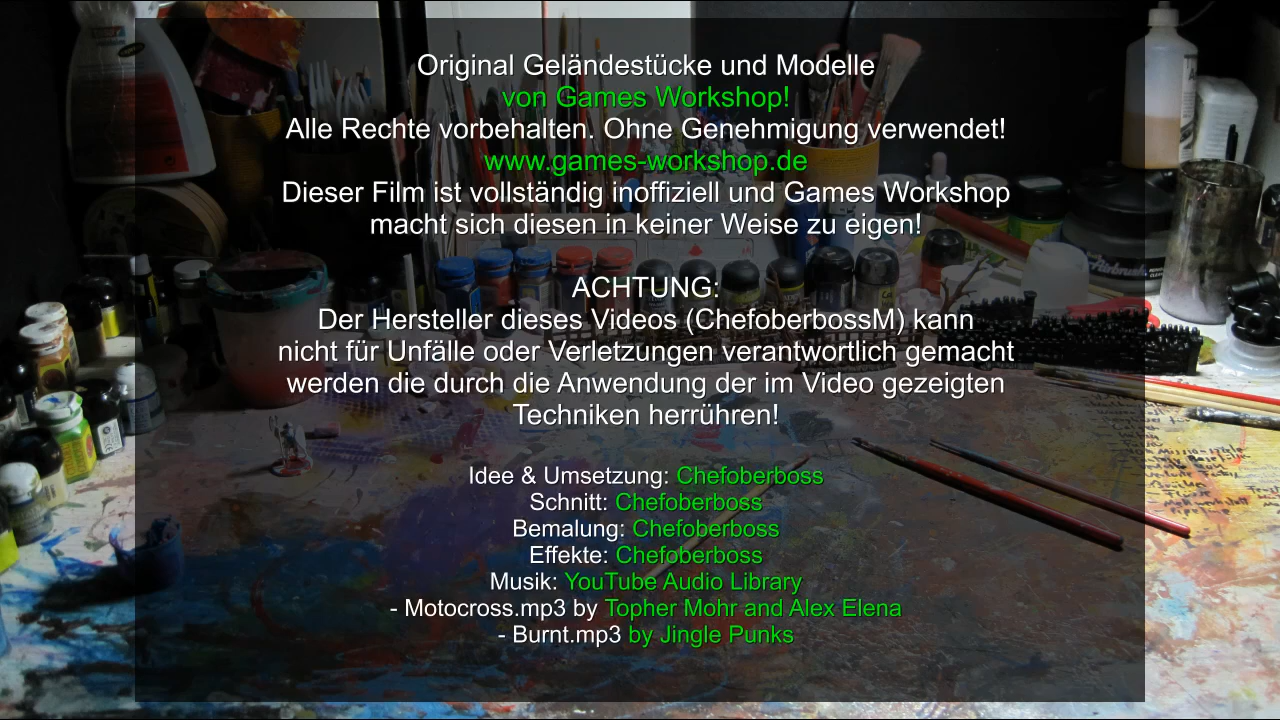 Original Geländestücke und Modelle
von Games Workshop!
Alle Rechte vorbehalten. Ohne Genehmigung verwendet!
www.games-workshop.de
Dieser Film ist vollständig inoffiziell und Games Workshop
macht sich diesen in keiner Weise zu eigen!
ACHTUNG:
Der Hersteller dieses Videos (ChefoberbossM) kann
nicht für Unfälle oder Verletzungen verantwortlich gemacht
werden die durch die Anwendung der im Video gezeigten
Techniken herrühren!
Idee & Umsetzung: Chefoberboss
Schnitt: Chefoberboss
Bemalung: Chefoberboss
Effekte: Chefoberboss
Musik: YouTube Audio Library
- Motocross.mp3 by Topher Mohr and Alex Elena
- Burnt.mp3 by Jingle Punks
Airbrush